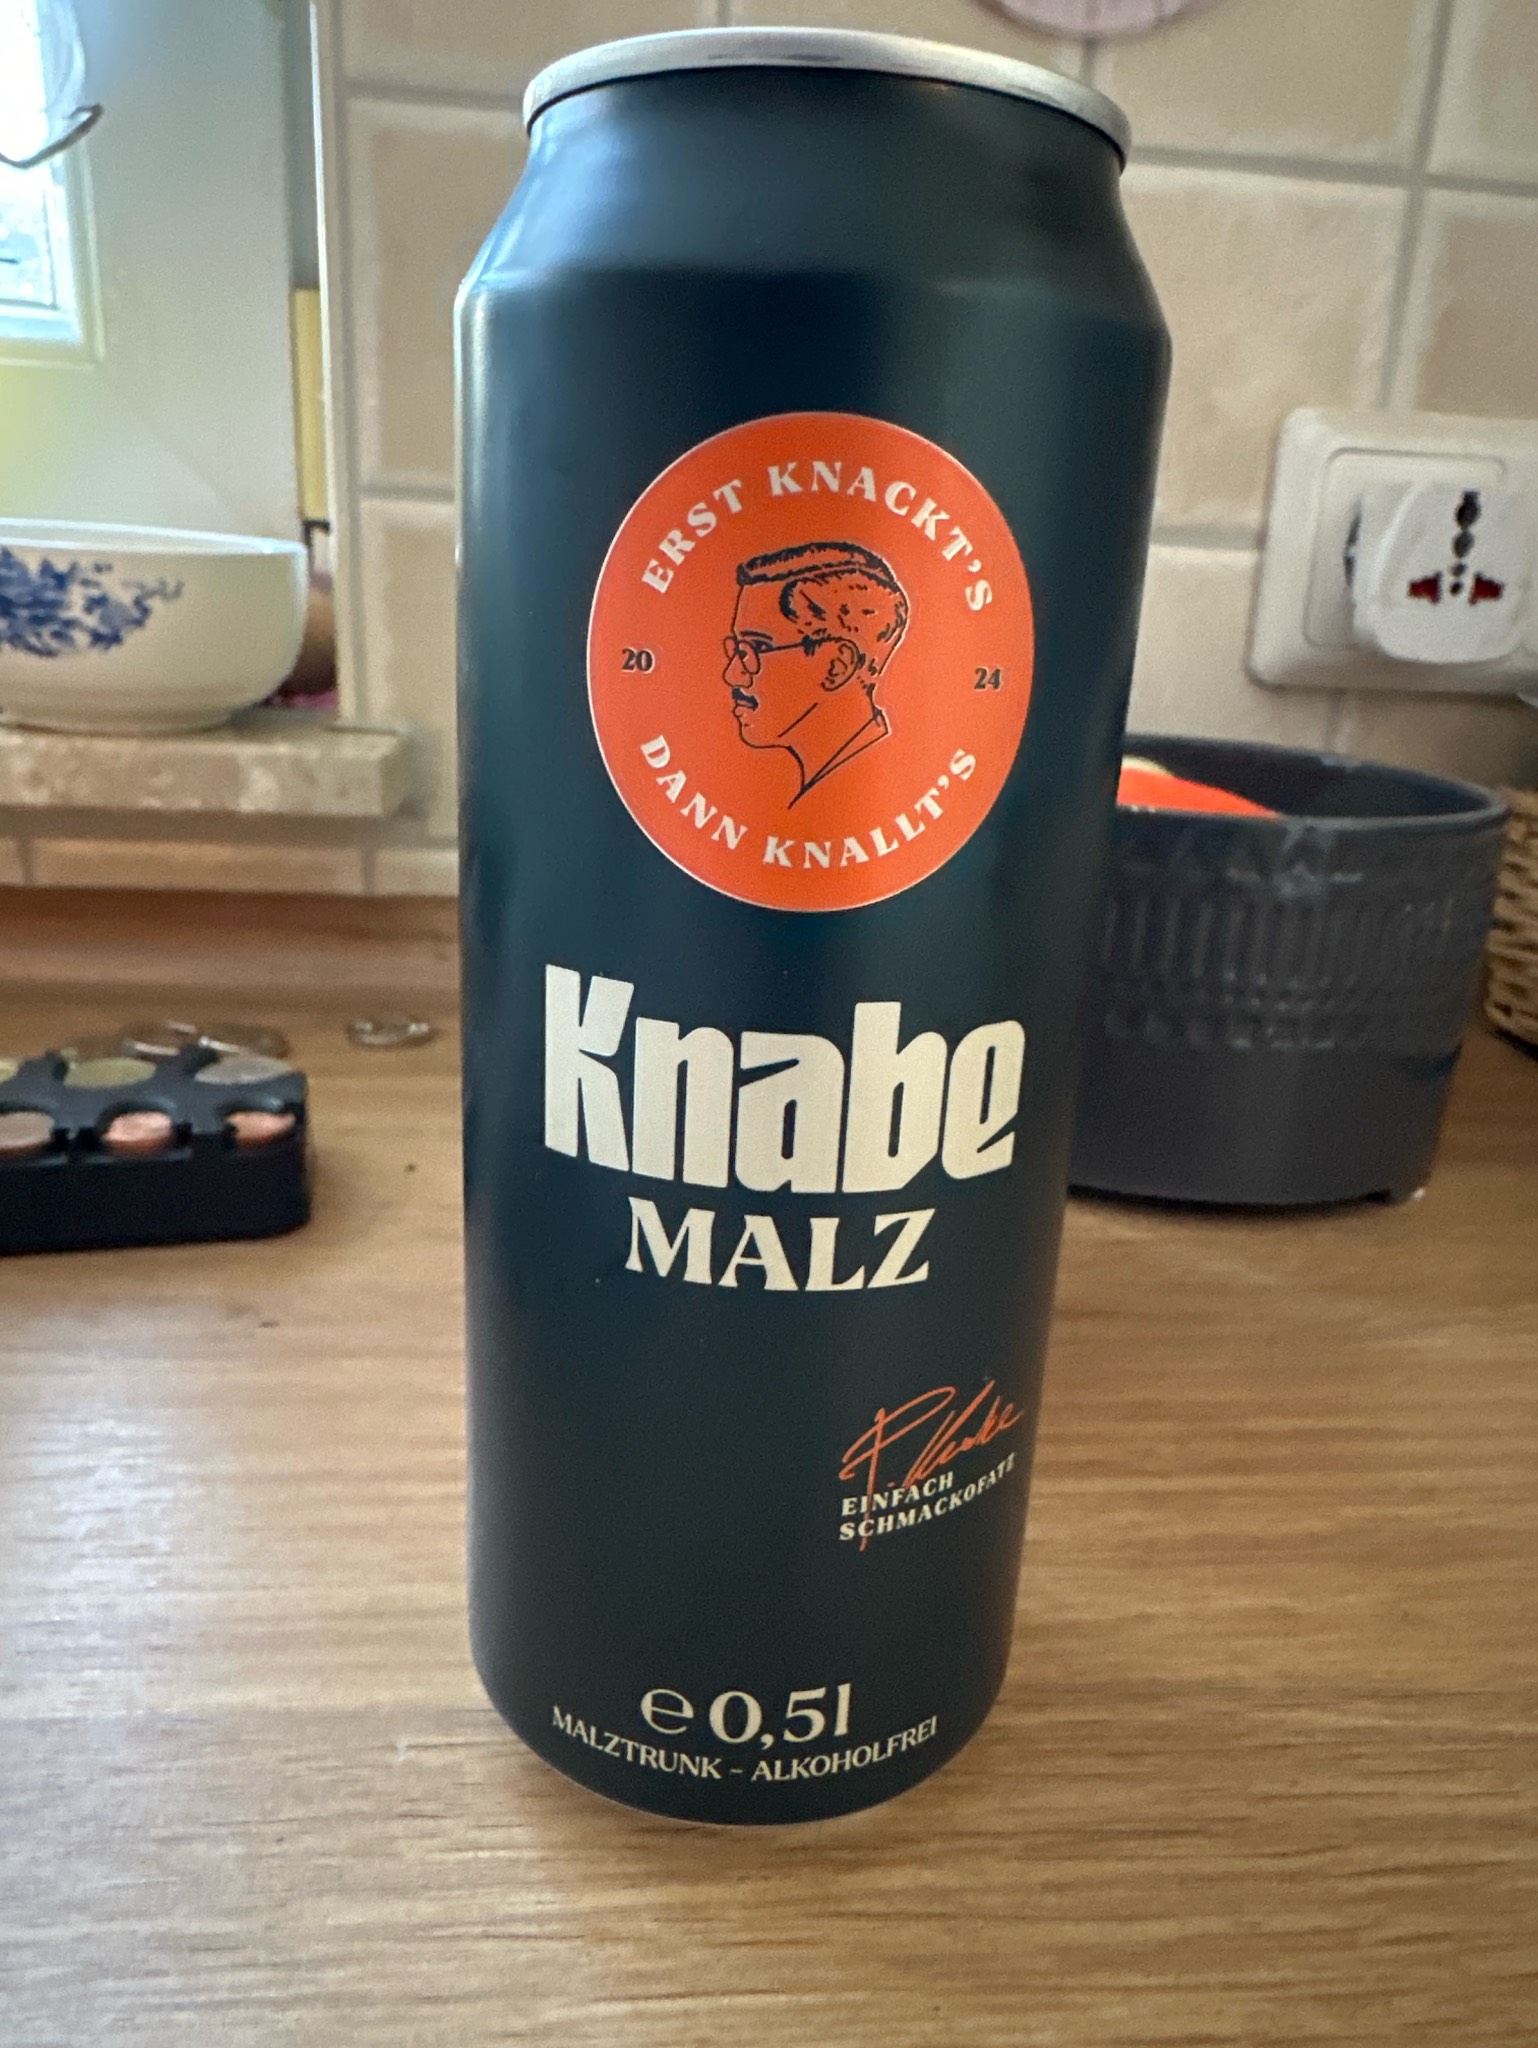 ERST KNACKT'S
20 24
DANN KNALLT'S
Knabe
MALZ
EINFACH
SCHMACKOFATZ
e 0,5l
MALZTRUNK - ALKOHOLFREI